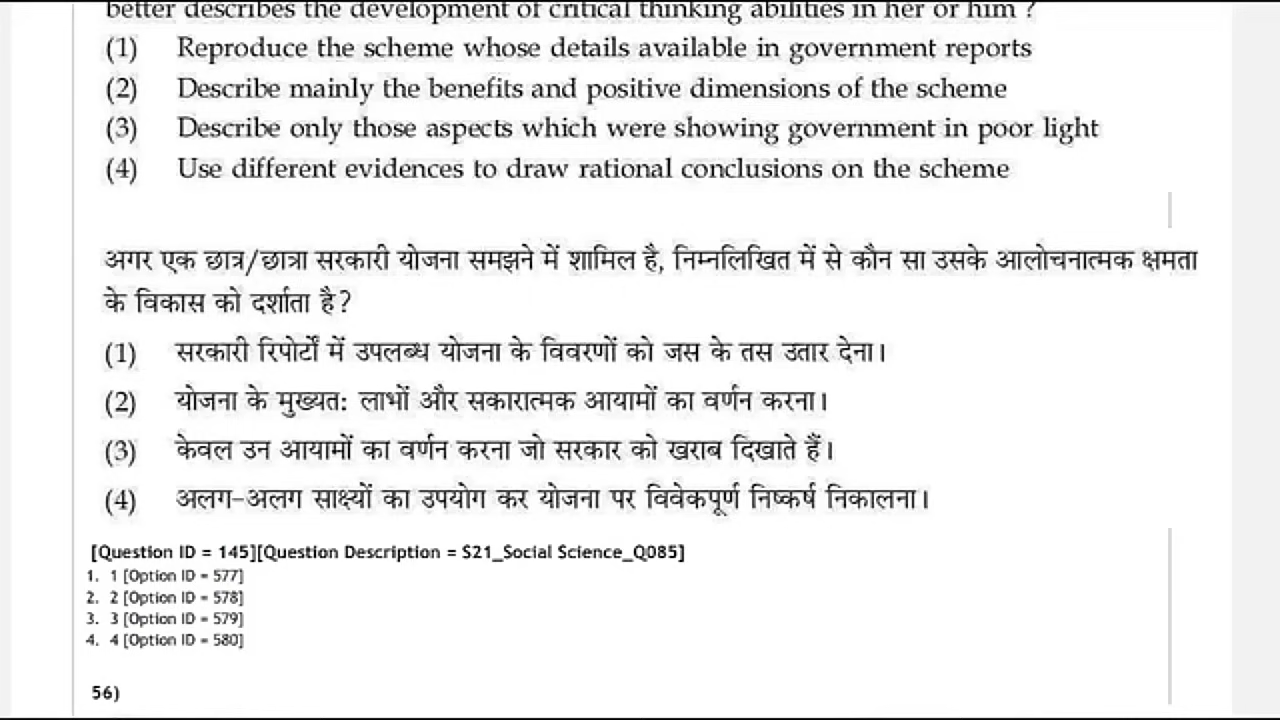 better describes the development of critical thinking abilities in her or him ?
(1) Reproduce the scheme whose details available in government reports
(2) Describe mainly the benefits and positive dimensions of the scheme
(3) Describe only those aspects which were showing government in poor light
(4) Use different evidences to draw rational conclusions on the scheme
अगर एक छात्र/छात्रा सरकारी योजना समझने में शामिल है, निम्नलिखित में से कौन सा उसके आलोचनात्मक क्षमता
के विकास को दर्शाता है?
(1) सरकारी रिपोर्टों में उपलब्ध योजना के विवरणों को जस के तस उतार देना।
(2) योजना के मुख्यत: लाभों और सकारात्मक आयामों का वर्णन करना।
(3) केवल उन आयामों का वर्णन करना जो सरकार को खराब दिखाते हैं।
(4) अलग-अलग साक्ष्यों का उपयोग कर योजना पर विवेकपूर्ण निष्कर्ष निकालना।
[Question ID = 145][Question Description = S21_Social Science_Q085]
1. 1 [Option ID = 577]
2. 2 [Option ID = 578]
3. 3 [Option ID = 579]
4. 4 [Option ID = 580]
56)